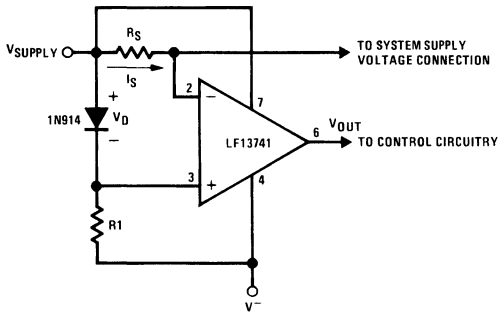 RS
VSUPPLY
IS
TO SYSTEM SUPPLY
VOLTAGE CONNECTION
+
2
−
7
1N914
VD
LF13741
6
VOUT
TO CONTROL CIRCUITRY
−
3
+
4
R1
V−